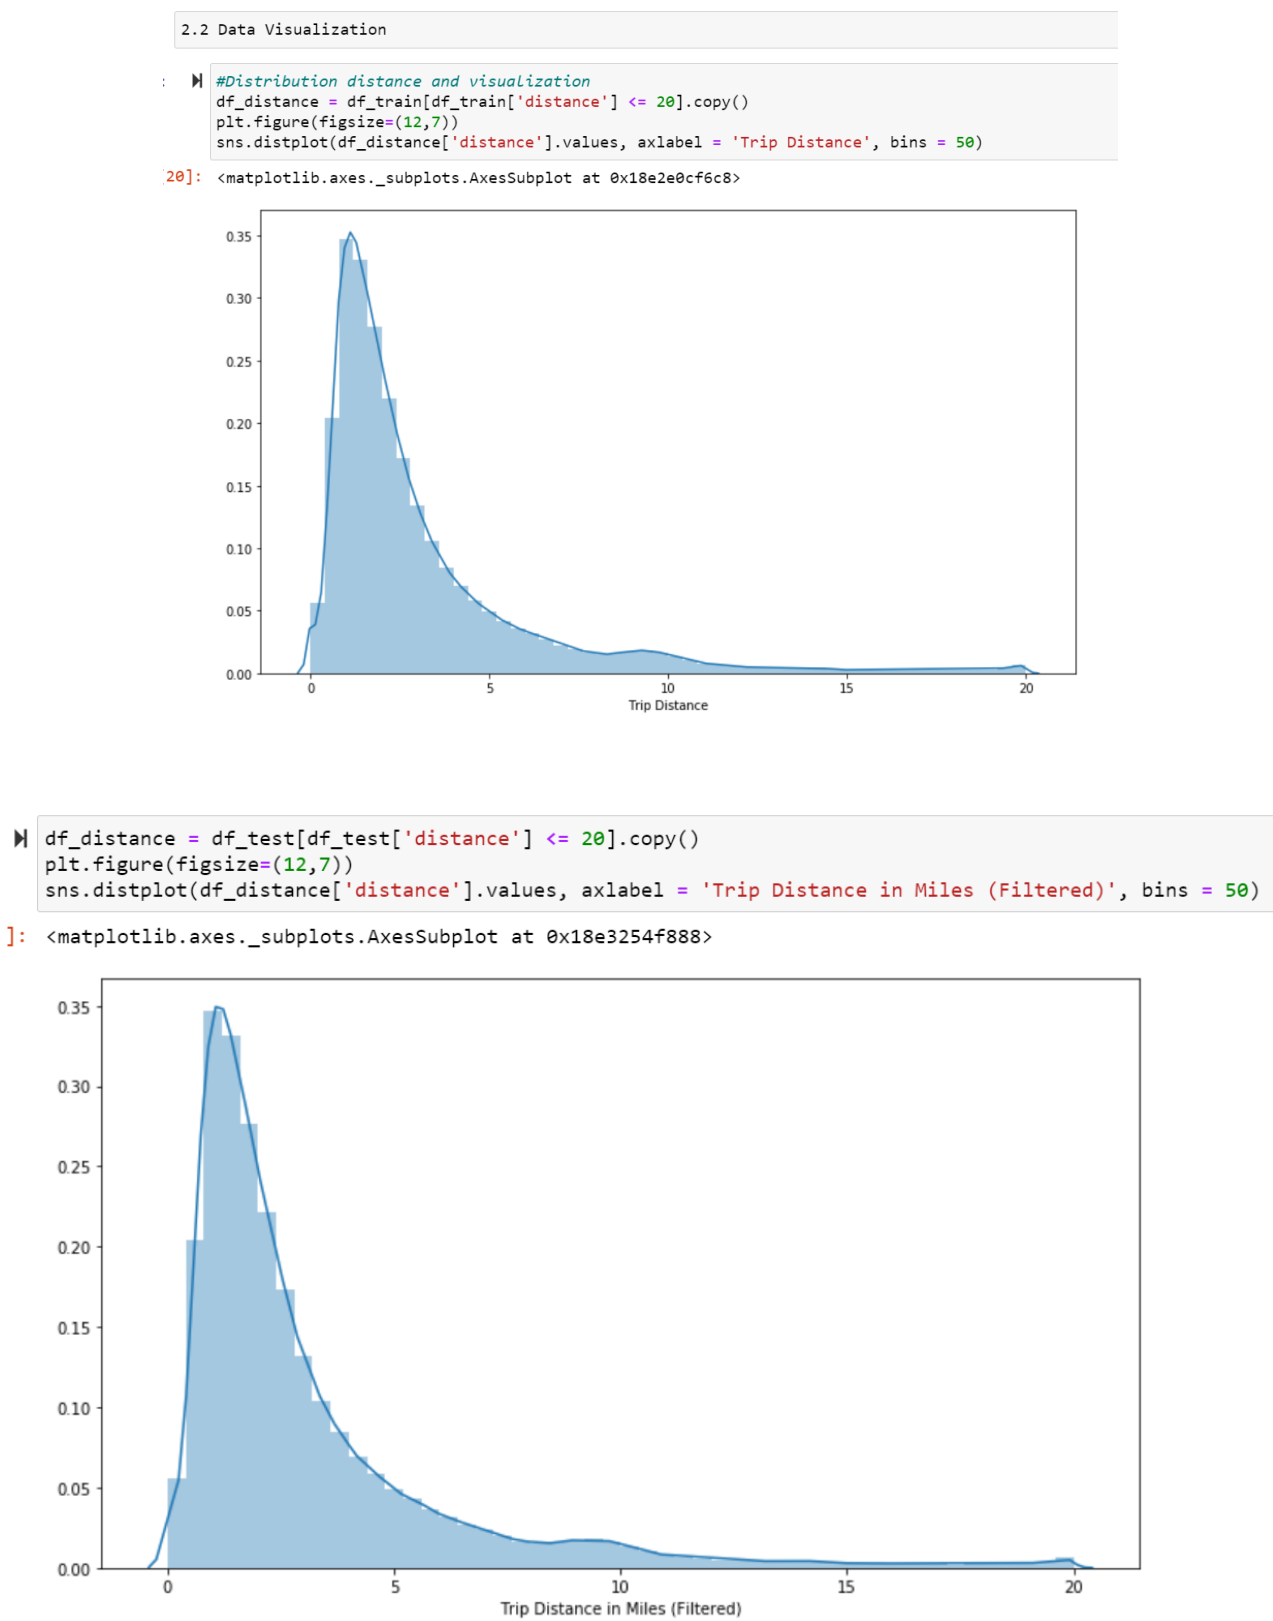 2.2 Data Visualization
:
#Distribution distance and visualization
df_distance = df_train[df_train['distance'] <= 20].copy()
plt.figure(figsize=(12,7))
sns.distplot(df_distance['distance'].values, axlabel = 'Trip Distance', bins = 50)
20]: <matplotlib.axes._subplots.AxesSubplot at 0x18e2e0cf6c8>
0.35
0.30
0.25
0.20
0.15
0.10
0.05
0.00
0 5 10 15 20
Trip Distance
df_distance = df_test[df_test['distance'] <= 20].copy()
plt.figure(figsize=(12,7))
sns.distplot(df_distance['distance'].values, axlabel = 'Trip Distance in Miles (Filtered)', bins = 50)
]: <matplotlib.axes._subplots.AxesSubplot at 0x18e3254f888>
0.35
0.30
0.25
0.20
0.15
0.10
0.05
0.00
0 5 10 15 20
Trip Distance in Miles (Filtered)